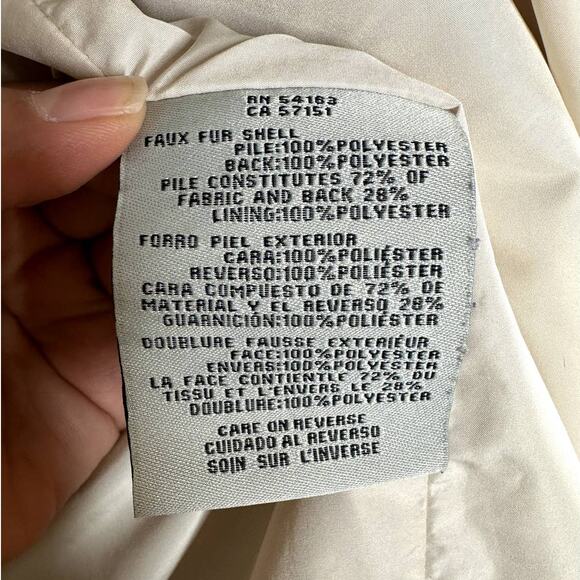 RN 54163
CA 57151
FAUX FUR SHELL
PILE:100%POLYESTER
BACK:100%POLYESTER
PILE CONSTITUTES 72% OF
FABRIC AND BACK 28%
LINING:100%POLYESTER
FORRO PIEL EXTERIOR
CARA:100%POLIÉSTER
REVERSO:100%POLIÉSTER
CARA COMPUESTO DE 72% DE
MATERIAL Y EL REVERSO 28%
GUARNICIÓN:100%POLIÉSTER
DOUBLURE FAUSSE EXTERIÉUR
FACE:100%POLYESTER
ENVERS:100%POLYESTER
LA FACE CONTIENTLE 72% DU
TISSU ET L'ENVERS LE 28%
DOUBLURE:100%POLYESTER
CARE ON REVERSE
CUIDADO AL REVERSO
SOIN SUR L'INVERSE